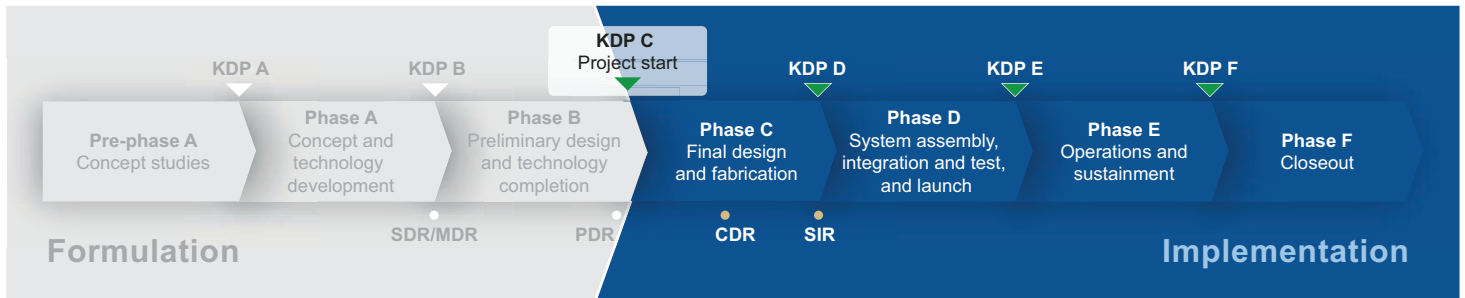 KDP C
Project start
KDP A
KDP B
KDP D
KDP E
KDP F
Pre-phase A
Concept studies
Phase A
Concept and
technology
development
Phase B
Preliminary design
and technology
completion
Phase C
Final design
and fabrication
Phase D
System assembly,
integration and test,
and launch
Phase E
Operations and
sustainment
Phase F
Closeout
SDR/MDR
PDR
CDR
SIR
Formulation
Implementation